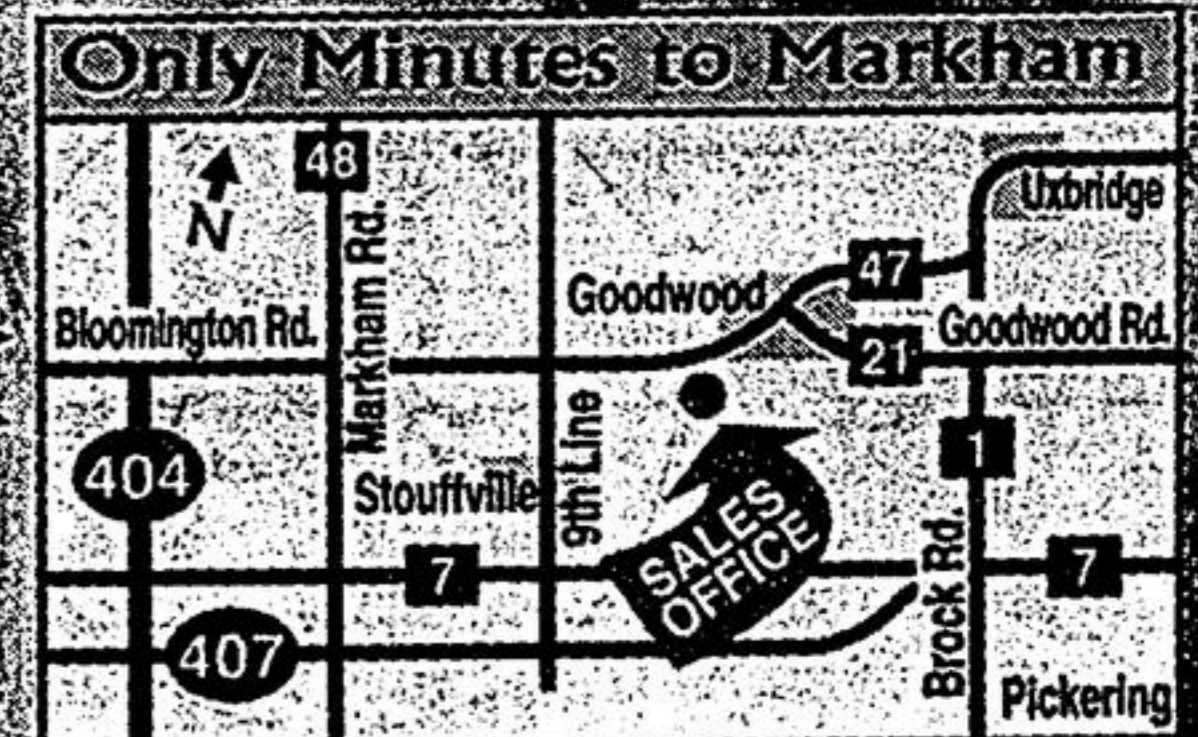 Only Minutes to Markham
48
N
Markham Rd.
Uxbridge
47
Goodwood
Bloomington Rd.
Goodwood Rd.
21
9th Line
1
404
Stouffville
SALES
OFFICE
7
7
Brock Rd.
407
Pickering